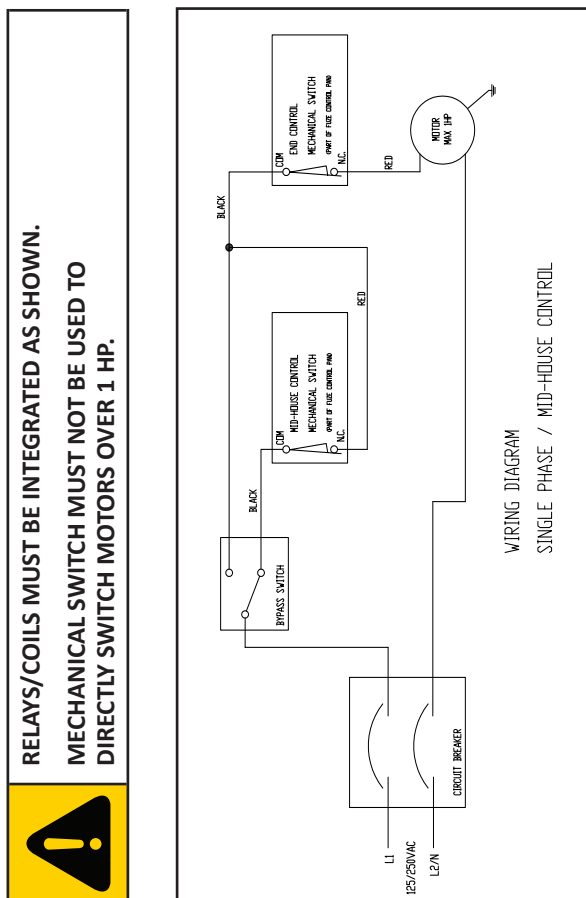 RELAYS/COILS MUST BE INTEGRATED AS SHOWN.
MECHANICAL SWITCH MUST NOT BE USED TO
DIRECTLY SWITCH MOTORS OVER 1 HP.
L1
125/250VAC
L2/N
CIRCUIT BREAKER
BYPASS SWITCH
BLACK
COM
MID-HOUSE CONTROL
MECHANICAL SWITCH
(PART OF FUZE CONTROL PAN)
N.C.
RED
BLACK
COM
END CONTROL
MECHANICAL SWITCH
(PART OF FUZE CONTROL PAN)
N.C.
RED
MOTOR
MAX 1HP
WIRING DIAGRAM
SINGLE PHASE / MID-HOUSE CONTROL